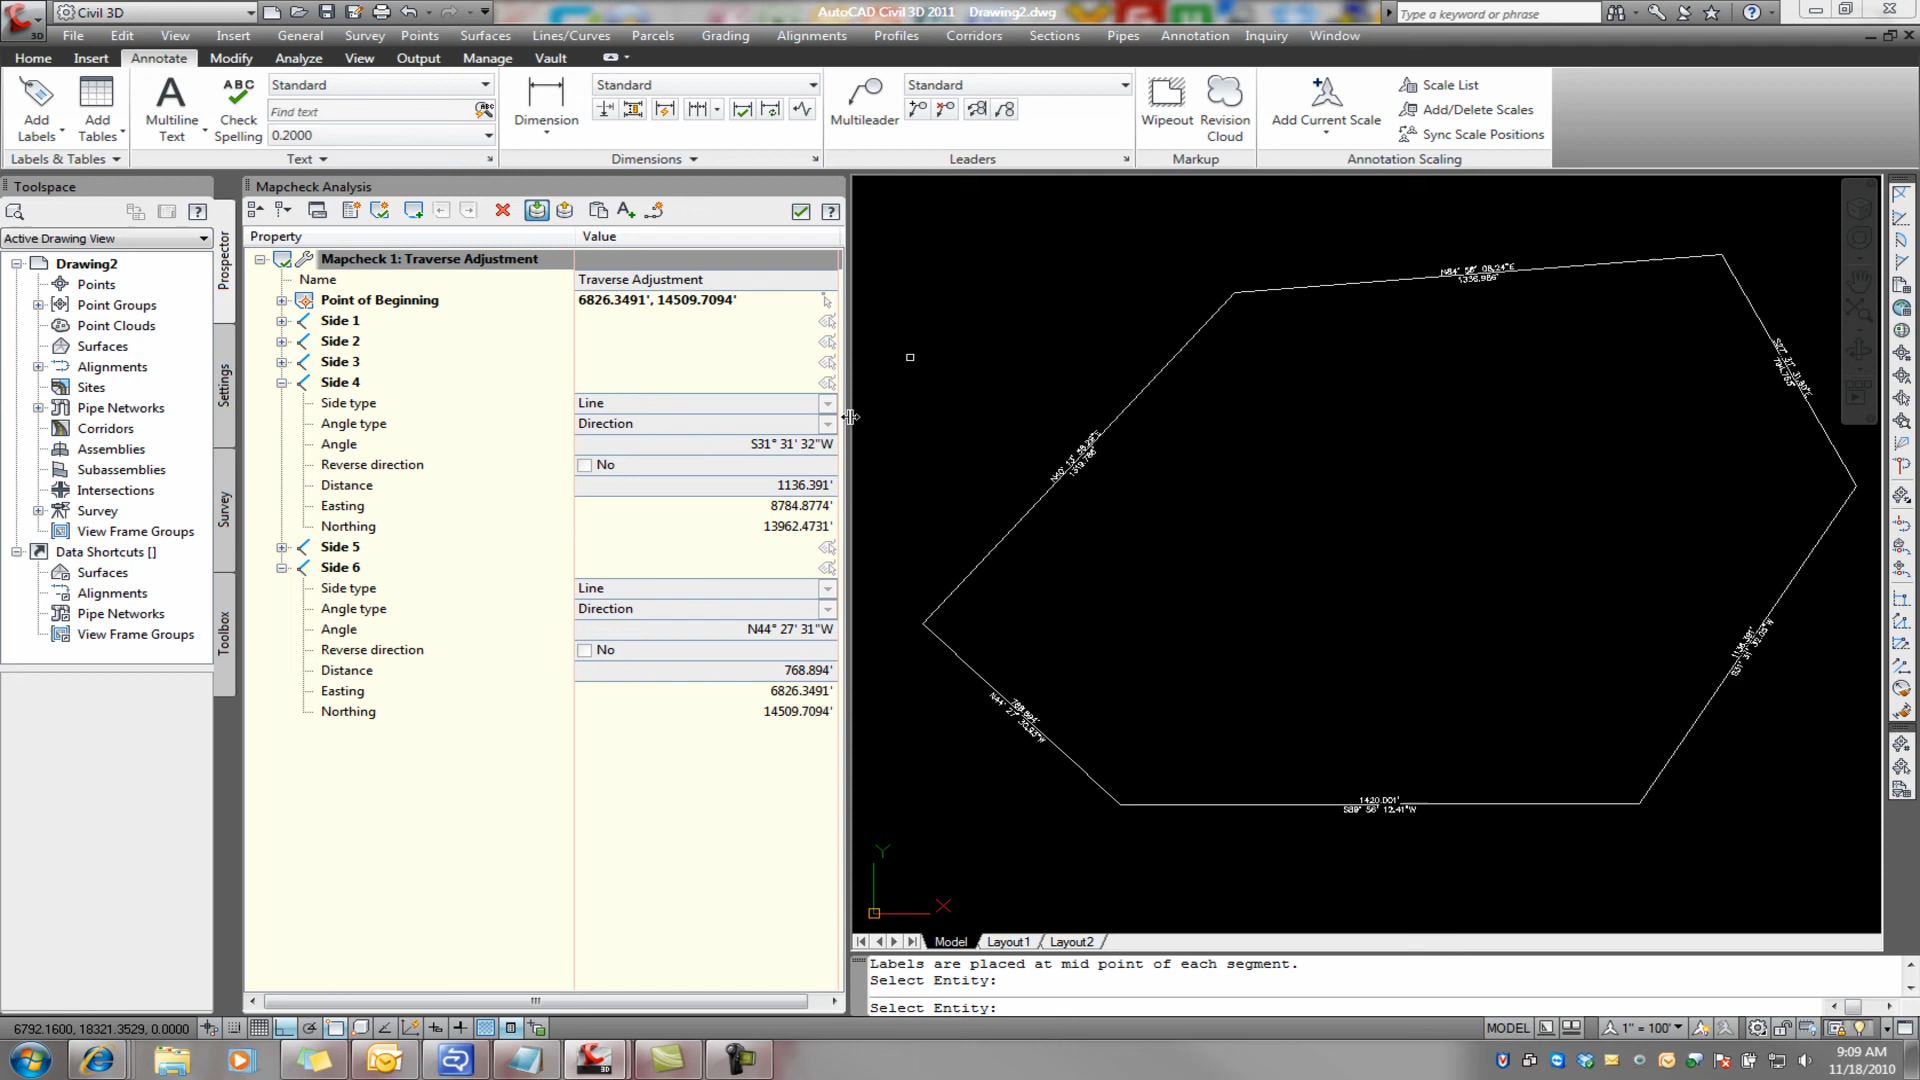 Civil 3D
AutoCAD Civil 3D 2011 Drawing2.dwg
Type a keyword or phrase
File Edit View Insert General Survey Points Surfaces Lines/Curves Parcels Grading Alignments Profiles Corridors Sections Pipes Annotation Inquiry Window
Home Insert Annotate Modify Analyze View Output Manage Vault
Add Labels
Add Tables
Multiline Text
ABC
Check Spelling
Standard
Find text
0.2000
Dimension
Standard
Multileader
Standard
Wipeout
Revision Cloud
Add Current Scale
Scale List
Add/Delete Scales
Sync Scale Positions
Labels & Tables
Text
Dimensions
Leaders
Markup
Annotation Scaling
Toolspace
Active Drawing View
Drawing2
Points
Point Groups
Point Clouds
Surfaces
Alignments
Sites
Pipe Networks
Corridors
Assemblies
Subassemblies
Intersections
Survey
View Frame Groups
Data Shortcuts []
Surfaces
Alignments
Pipe Networks
View Frame Groups
Prospector
Settings
Survey
Toolbox
Mapcheck Analysis
Property Value
Mapcheck 1: Traverse Adjustment
Name Traverse Adjustment
Point of Beginning 6826.3491', 14509.7094'
Side 1
Side 2
Side 3
Side 4
Side type Line
Angle type Direction
Angle S31° 31' 32"W
Reverse direction No
Distance 1136.391'
Easting 8784.8774'
Northing 13962.4731'
Side 5
Side 6
Side type Line
Angle type Direction
Angle N44° 27' 31"W
Reverse direction No
Distance 768.894'
Easting 6826.3491'
Northing 14509.7094'
1420.001'
S89° 56' 12.41"W
Y
X
Model Layout1 Layout2
Labels are placed at mid point of each segment.
Select Entity:
Select Entity:
6792.1600, 18321.3529, 0.0000
MODEL
1" = 100'
9:09 AM
11/18/2010